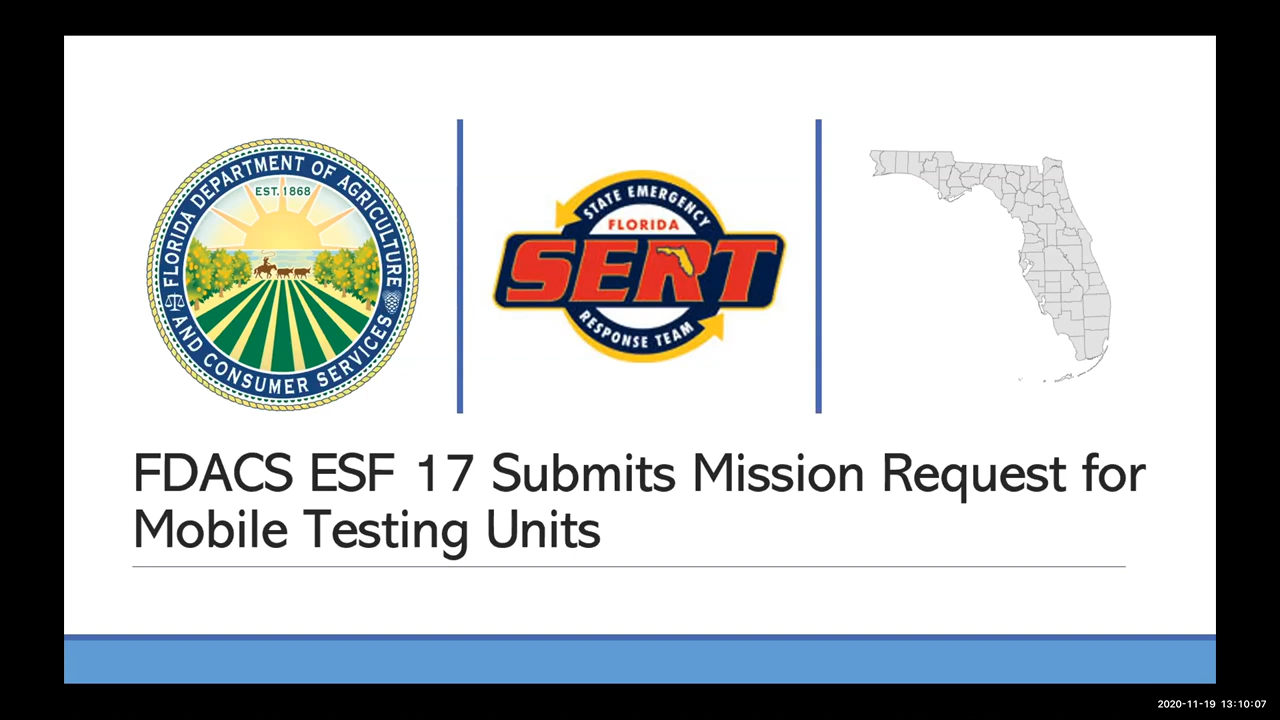 FLORIDA DEPARTMENT OF AGRICULTURE
AND CONSUMER SERVICES
EST. 1868
STATE EMERGENCY
FLORIDA
SERT
RESPONSE TEAM
FDACS ESF 17 Submits Mission Request for
Mobile Testing Units
2020-11-19 13:10:07